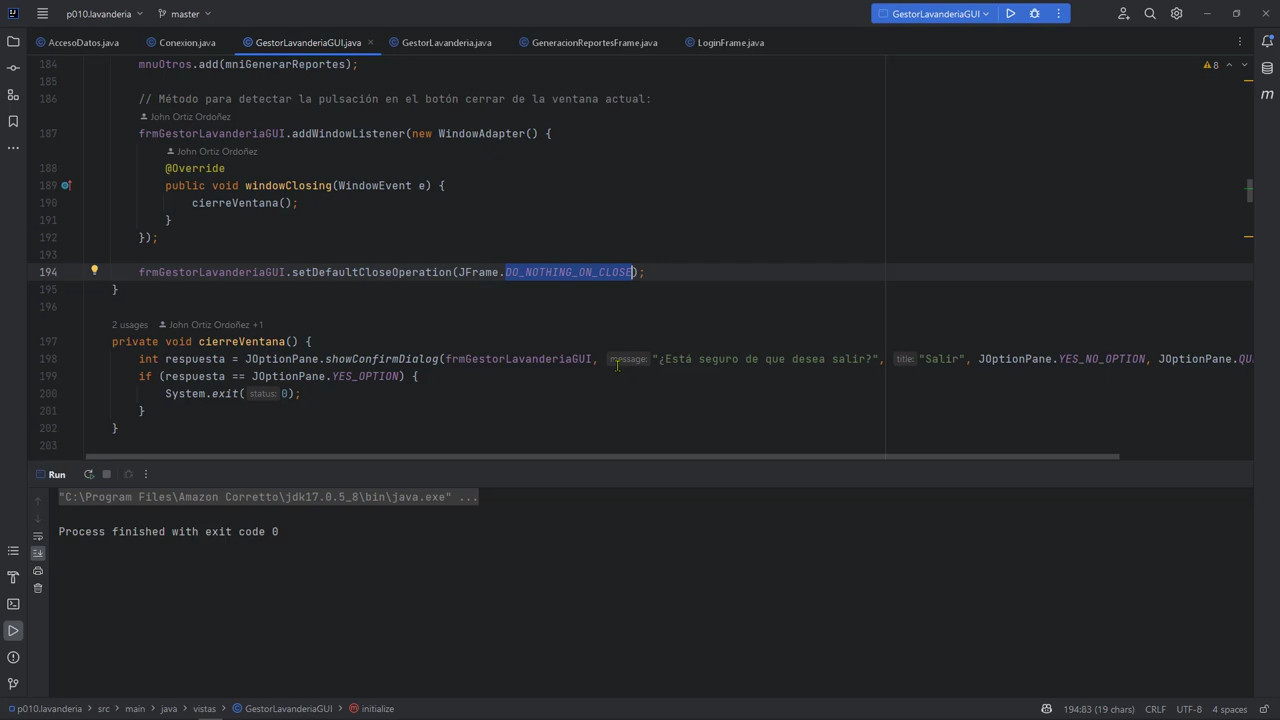 p010.lavanderia
master
GestorLavanderiaGUI
AccesoDatos.java
Conexion.java
GestorLavanderiaGUI.java
GestorLavanderia.java
GeneracionReportesFrame.java
LoginFrame.java
8
184 mnuOtros.add(mniGenerarReportes);
185
186 // Método para detectar la pulsación en el botón cerrar de la ventana actual:
John Ortiz Ordoñez
187 frmGestorLavanderiaGUI.addWindowListener(new WindowAdapter() {
John Ortiz Ordoñez
188 @Override
189 public void windowClosing(WindowEvent e) {
190 cierreVentana();
191 }
192 });
193
194 frmGestorLavanderiaGUI.setDefaultCloseOperation(JFrame.DO_NOTHING_ON_CLOSE);
195 }
196
2 usages John Ortiz Ordoñez +1
197 private void cierreVentana() {
198 int respuesta = JOptionPane.showConfirmDialog(frmGestorLavanderiaGUI, message: "¿Está seguro de que desea salir?", title: "Salir", JOptionPane.YES_NO_OPTION, JOptionPane.QU
199 if (respuesta == JOptionPane.YES_OPTION) {
200 System.exit( status: 0);
201 }
202 }
203
Run
"C:\Program Files\Amazon Corretto\jdk17.0.5_8\bin\java.exe" ...
Process finished with exit code 0
p010.lavanderia > src > main > java > vistas > GestorLavanderiaGUI > initialize
194:83 (19 chars) CRLF UTF-8 4 spaces